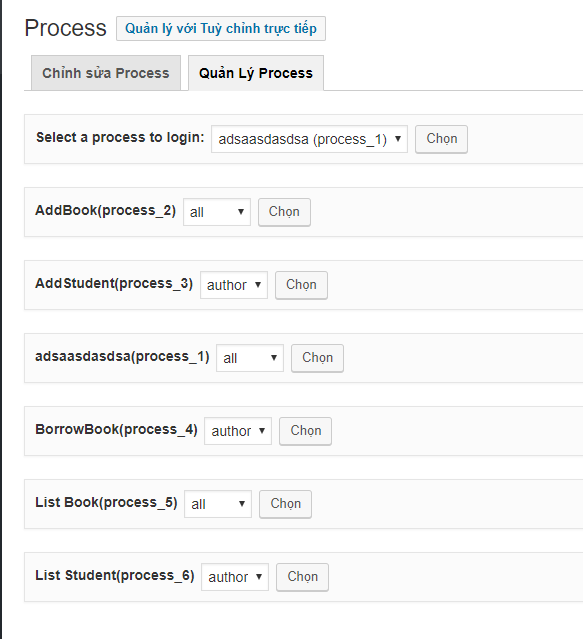 Process Quản lý với Tuỳ chỉnh trực tiếp
Chỉnh sửa Process Quản Lý Process
Select a process to login: adsaasdasdsa (process_1) Chọn
AddBook(process_2) all Chọn
AddStudent(process_3) author Chọn
adsaasdasdsa(process_1) all Chọn
BorrowBook(process_4) author Chọn
List Book(process_5) all Chọn
List Student(process_6) author Chọn